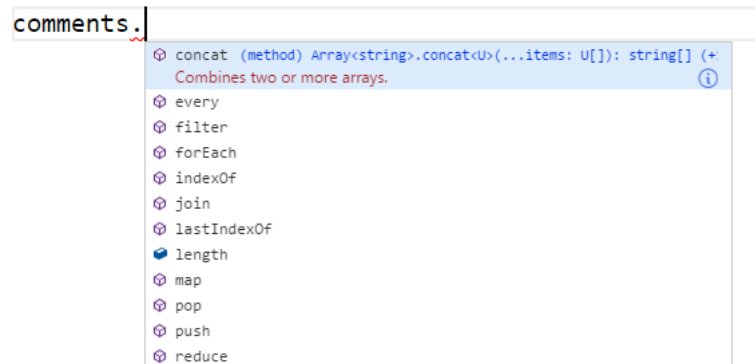 comments.
concat (method) Array<string>.concat<U>(...items: U[]): string[] (+
Combines two or more arrays.
every
filter
forEach
indexOf
join
lastIndexOf
length
map
pop
push
reduce